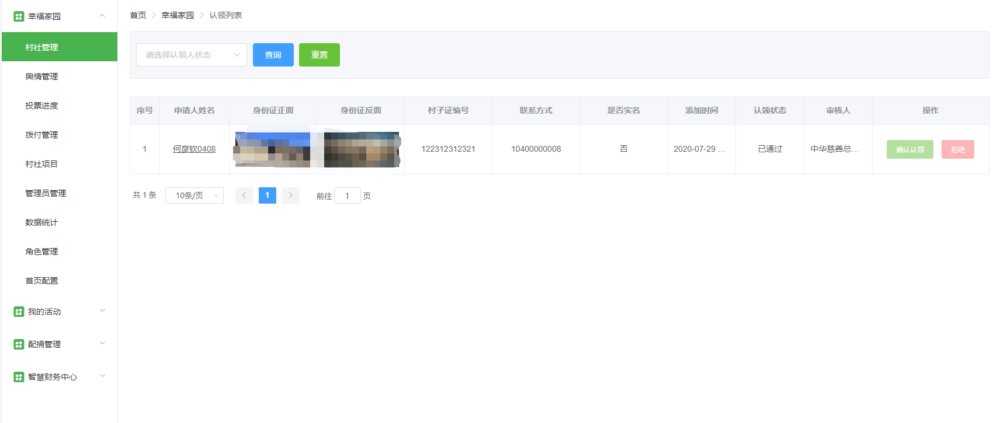 幸福家园
村社管理
舆情管理
投票进度
拨付管理
村社项目
管理员管理
数据统计
角色管理
首页配置
我的活动
配捐管理
智慧财务中心
首页 > 幸福家园 > 认领列表
请选择认领人状态 查询 重置
序号 申请人姓名 身份证正面 身份证反面 村子证编号 联系方式 是否实名 添加时间 认领状态 审核人 操作
1 何彦钦0408 122312312321 10400000008 否 2020-07-29 ... 已通过 中华慈善总... 确认认领 拒绝
共 1 条 10条/页 < 1 > 前往 1 页